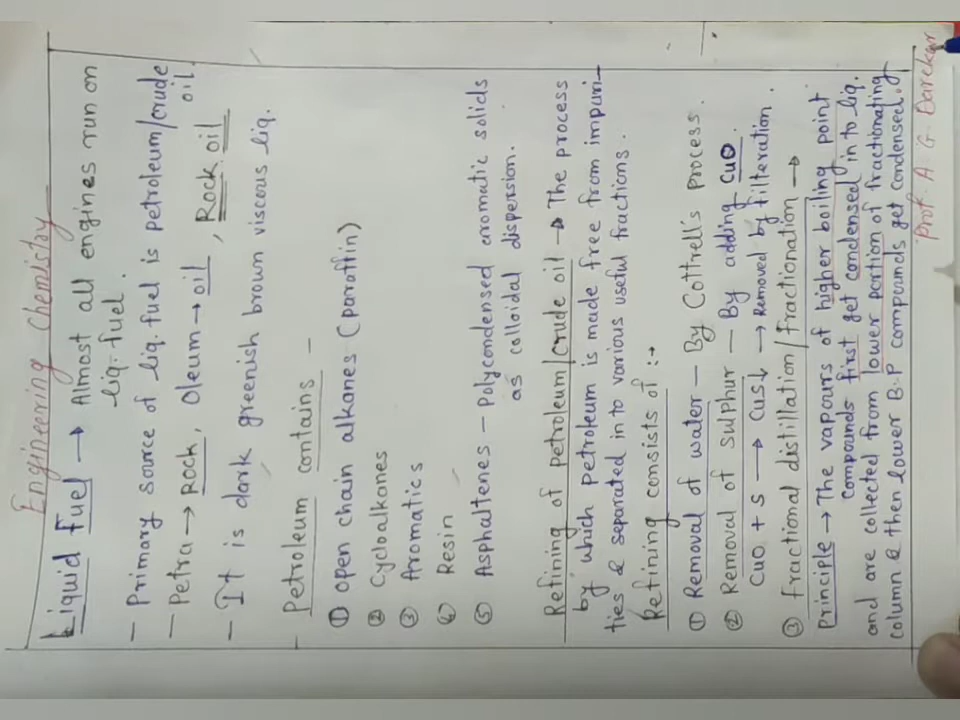 Engineering Chemistry
Liquid Fuel → Almost all engines run on
liq. fuel.
– Primary source of liq. fuel is petroleum/crude
oil.
– Petra → Rock, Oleum → oil, Rock oil
– It is dark greenish brown viscous liq.
– Petroleum contains –
① open chain alkanes (paraffin)
② Cycloalkanes
③ Aromatics
④ Resin
⑤ Asphaltenes – Polycondensed aromatic solids
as colloidal dispersion.
Refining of petroleum/crude oil → The process
by which petroleum is made free from impuri–
ties & separated in to various useful fractions.
Refining consists of :→
① Removal of water – By Cottrell's process.
② Removal of sulphur – By adding CuO.
CuO + S → CuS↓ → Removed by filteration.
③ fractional distillation/fractionation →
Principle → The vapours of higher boiling point
compounds first get condensed in to liq.
and are collected from lower portion of fractionating
column & then lower B.P compounds get condensed.
Prof. A. G. Darekar